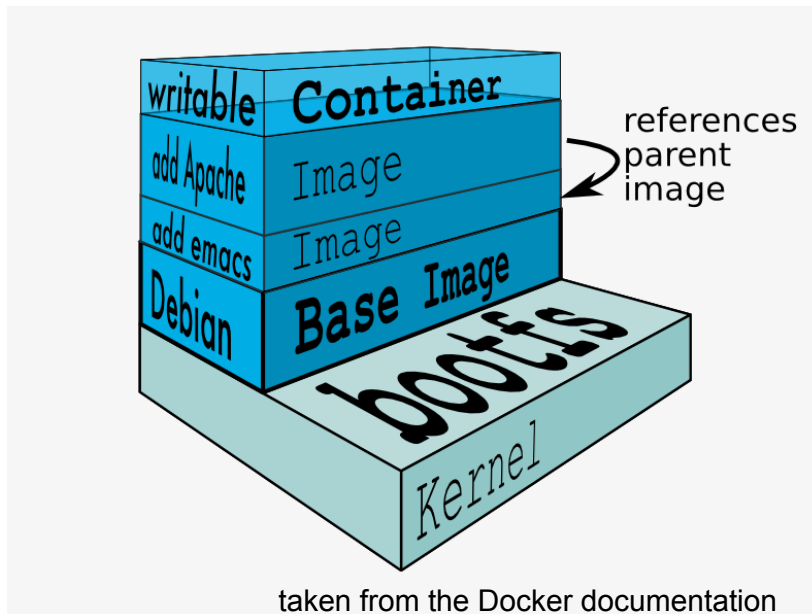 writable Container
add Apache Image
add emacs Image
Debian Base Image
bootfs
Kernel
references
parent
image
taken from the Docker documentation